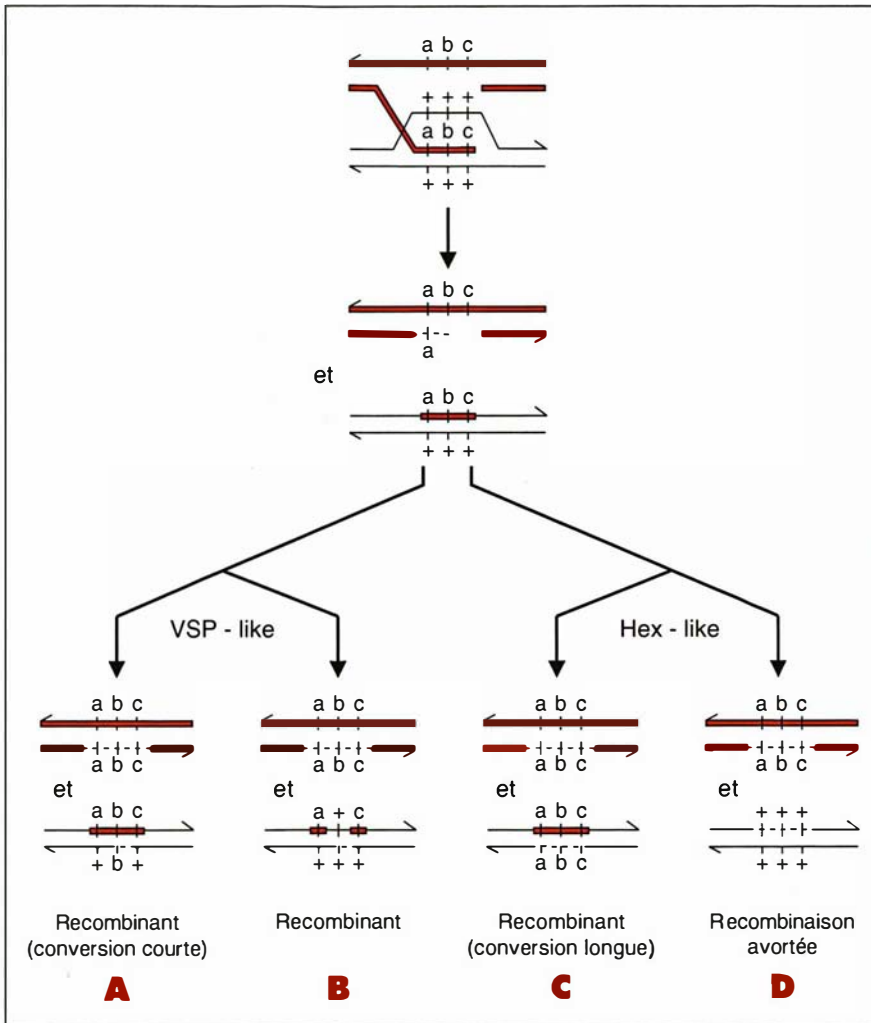 a b c
+ + +
a b c
+ + +
a b c
a
et
a b c
+ + +
VSP - like
Hex - like
a b c
a b c
a b c
a b c
a b c
a b c
a b c
a b c
et
et
et
et
a b c
a + c
a b c
+ + +
+ b +
+ + +
a b c
+ + +
Recombinant
(conversion courte)
Recombinant
Recombinant
(conversion longue)
Recombinaison
avortée
A
B
C
D